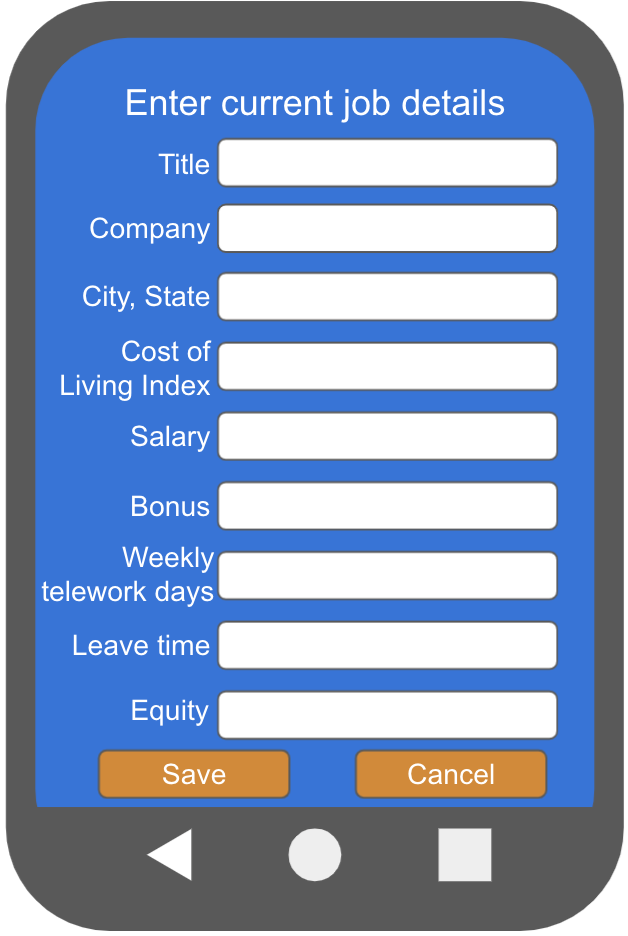 Enter current job details
Title
Company
City, State
Cost of
Living Index
Salary
Bonus
Weekly
telework days
Leave time
Equity
Save
Cancel